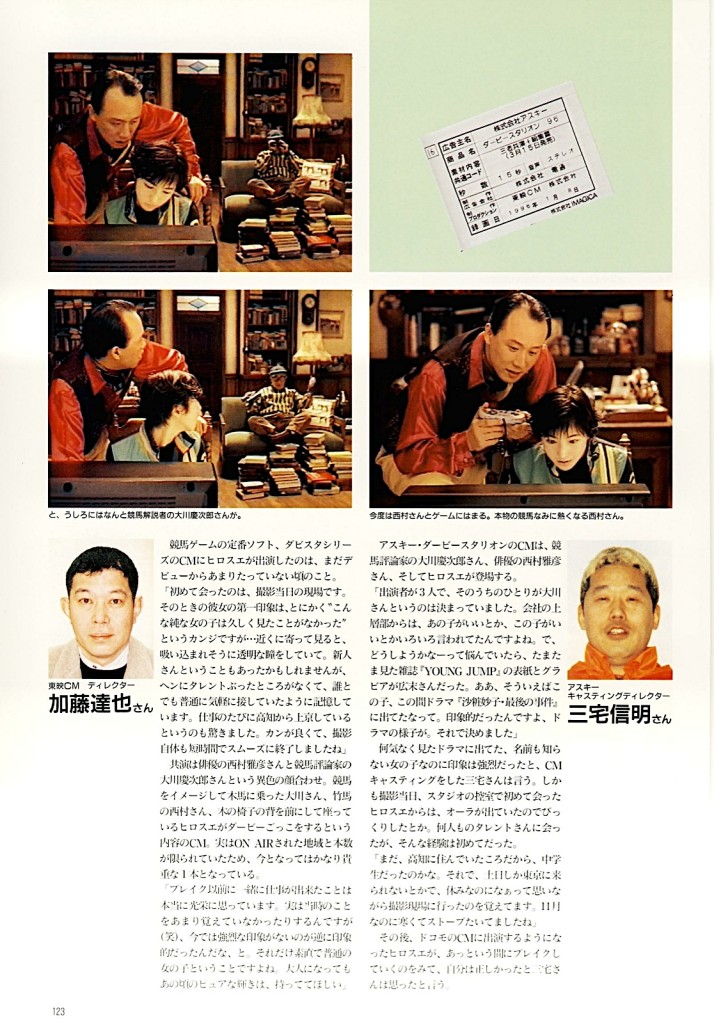 ⑯
広告主名 株式会社アスキー
商品名 ダービースタリオン 96
素材内容
共通コード (3月15日発売)
秒数 15秒 音声 ステレオ
広告会社 株式会社 電通
制作プロダクション 東映CM 株式会社
録画日 1996年 1月 8日
株式会社 IMAGICA
と、うしろにはなんと競馬解説者の大川慶次郎さんが。
今度は西村さんとゲームにはまる。本物の競馬なみに熱くなる西村さん。
東映CM ディレクター
加藤達也さん
競馬ゲームの定番ソフト、ダビスタシリー
ズのCMにヒロスエが出演したのは、まだデ
ビューからあまりたっていない頃のこと。
「初めて会ったのは、撮影当日の現場です。
そのときの彼女の第一印象は、とにかく“こん
な純な女の子は久しく見たことがなかった”
というカンジですが…近くに寄って見ると、
吸い込まれそうに透明な瞳をしていて。新人
さんということもあったかもしれませんが、
ヘンにタレントぶったところがなくて、誰と
でも普通に気軽に接していたように記憶して
います。仕事のたびに高知から上京している
というのも驚きました。カンが良くて、撮影
自体も短時間でスムーズに終了しましたね」
共演は俳優の西村雅彦さんと競馬評論家の
大川慶次郎さんという異色の顔合わせ。競馬
をイメージして木馬に乗った大川さん、竹馬
の西村さん、木の椅子の背を前にして座って
いるヒロスエがダービーごっこをするという
内容のCM。実はON AIRされた地域と本数
が限られていたため、今となってはかなり貴
重な1本となっている。
「ブレイク以前に一緒に仕事が出来たことは
本当に光栄に思っています。実は当時のこと
をあまり覚えていなかったりするんですが
(笑)、今では強烈な印象がないのが逆に印象
的だったんだな、と。それだけ素直で普通の
女の子ということですよね。大人になっても
あの頃のピュアな輝きは、持っててほしい」
アスキー・ダービースタリオンのCMは、競
馬評論家の大川慶次郎さん、俳優の西村雅彦
さん、そしてヒロスエが登場する。
「出演者が3人で、そのうちのひとりが大川
さんというのは決まっていました。会社の上
層部からは、あの子がいいとか、この子がい
いとかいろいろ言われてたんですよね。で、
どうしようかなーって悩んでいたら、たまた
ま見た雑誌『YOUNG JUMP』の表紙とグラ
ビアが広末さんだった。ああ、そういえばこ
の子、この間ドラマ『沙粧妙子・最後の事件』
に出てたなって。印象的だったんですよ、ド
ラマの様子が。それで決めました」
何気なく見たドラマに出てた、名前も知ら
ない女の子なのに印象は強烈だったと、CM
キャスティングをした三宅さんは言う。しか
も撮影当日、スタジオの控室で初めて会った
ヒロスエからは、オーラが出ていたのでびっ
くりしたとか。何人ものタレントさんに会っ
たが、そんな経験は初めてだった。
「まだ、高知に住んでいたころだから、中学
生だったのかな。それで、土日しか東京に来
られないとかで、休みなのになぁって思いな
がら撮影現場に行ったのを覚えてます。11月
なのに寒くてストーブたいてましたね」
その後、ドコモのCMに出演するようにな
ったヒロスエが、あっという間にブレイクし
ていくのをみて、自分は正しかったと三宅さ
んは思ったと言う。
アスキー
キャスティングディレクター
三宅信明さん
123